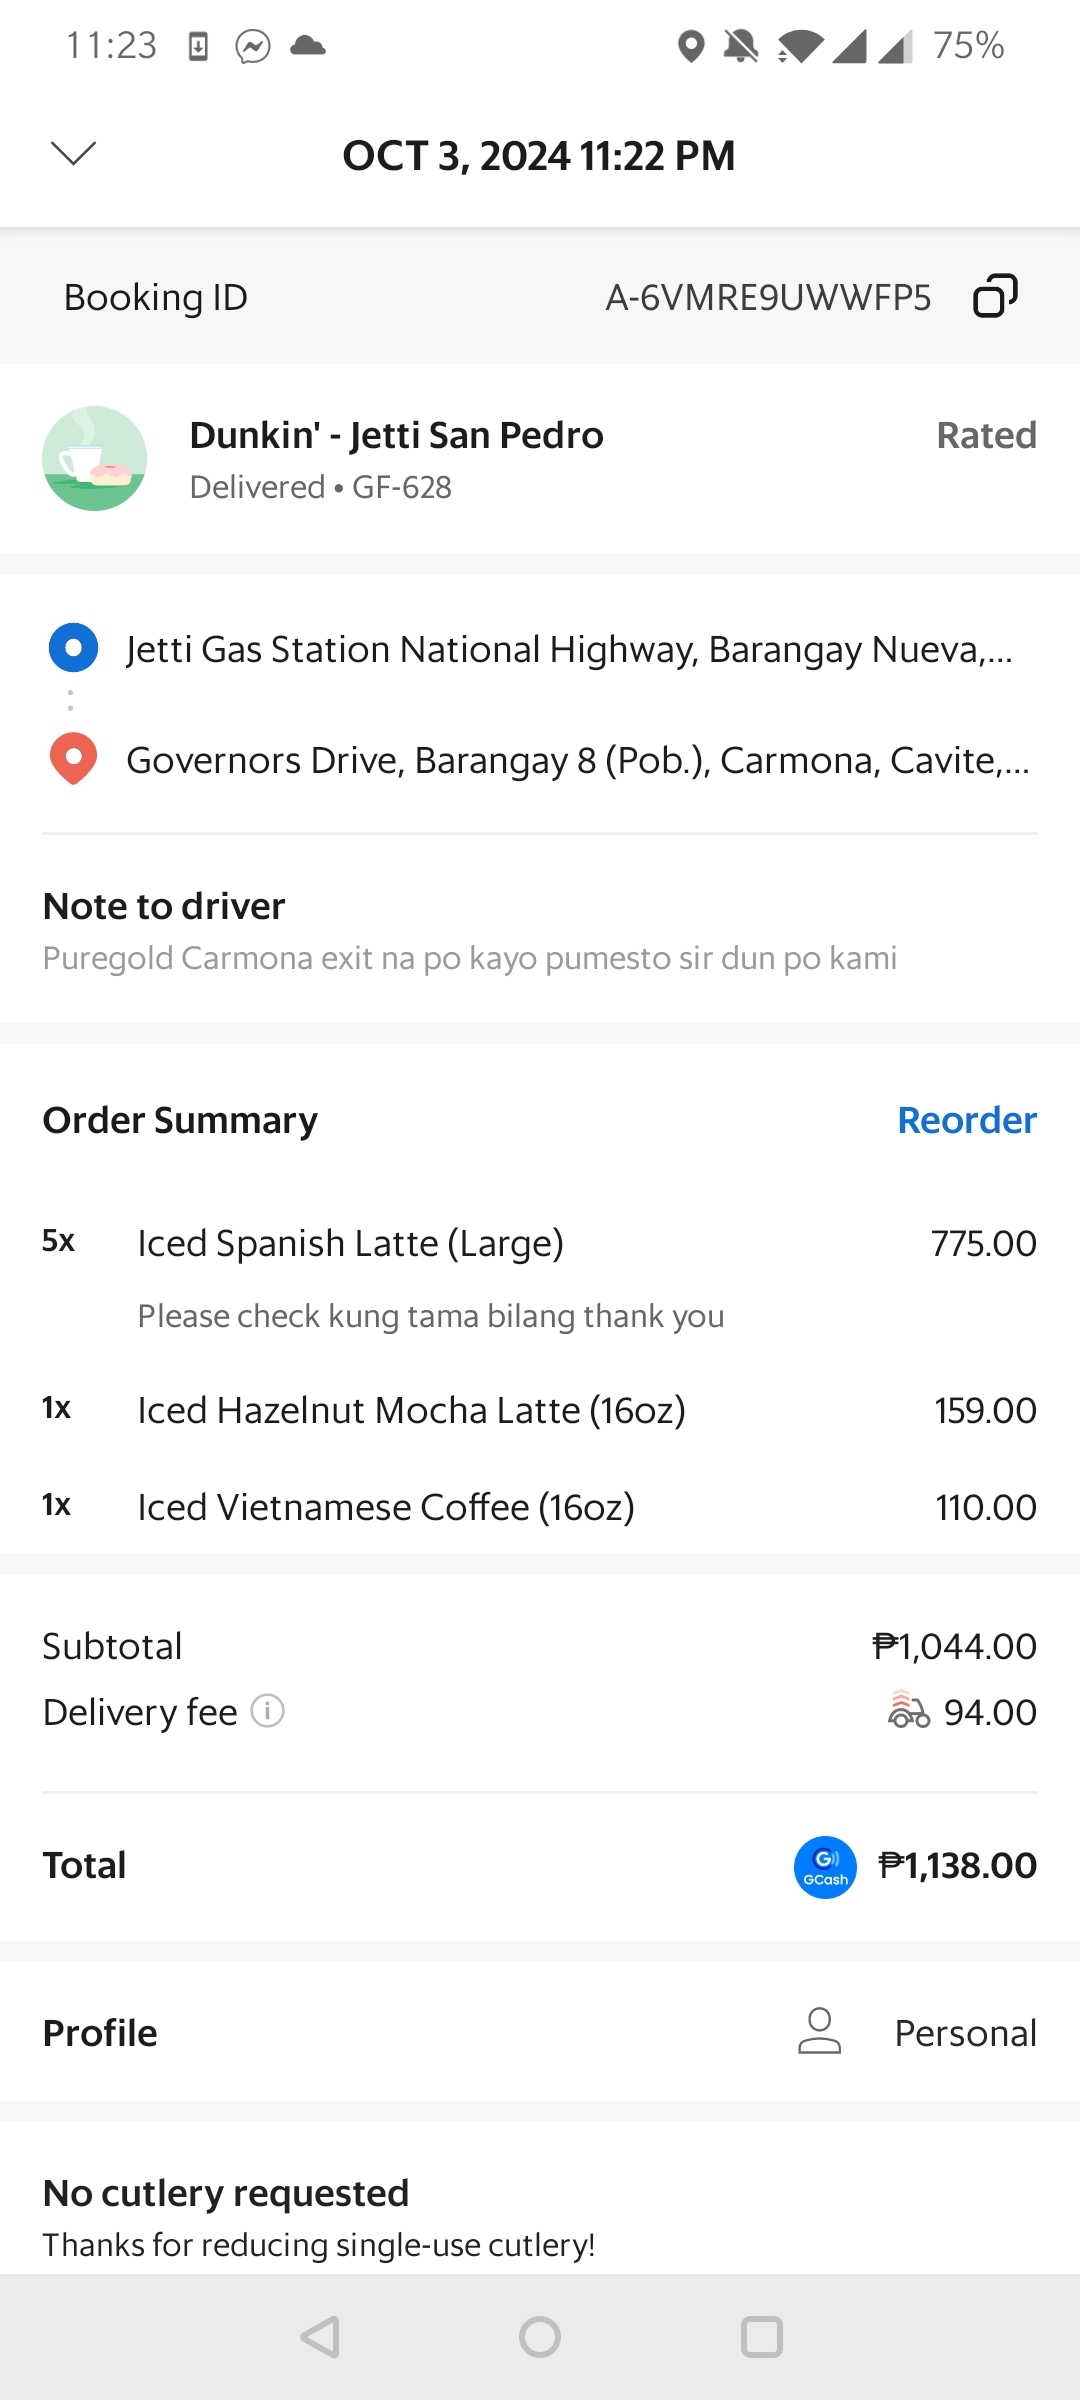 11:23 75%
OCT 3, 2024 11:22 PM
Booking ID A-6VMRE9UWWFP5
Dunkin' - Jetti San Pedro Rated
Delivered • GF-628
Jetti Gas Station National Highway, Barangay Nueva,...
Governors Drive, Barangay 8 (Pob.), Carmona, Cavite,...
Note to driver
Puregold Carmona exit na po kayo pumesto sir dun po kami
Order Summary Reorder
5x Iced Spanish Latte (Large) 775.00
Please check kung tama bilang thank you
1x Iced Hazelnut Mocha Latte (16oz) 159.00
1x Iced Vietnamese Coffee (16oz) 110.00
Subtotal ₱1,044.00
Delivery fee 94.00
Total GCash ₱1,138.00
Profile Personal
No cutlery requested
Thanks for reducing single-use cutlery!